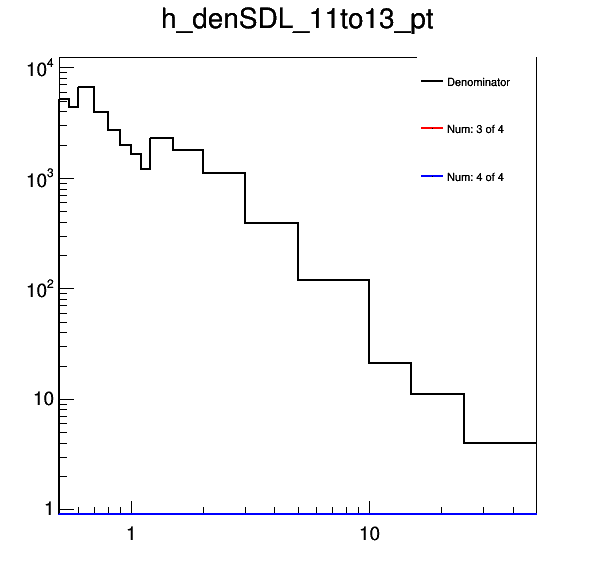 h_denSDL_11to13_pt
10^4
Denominator
Num: 3 of 4
10^3
Num: 4 of 4
10^2
10
1
1 10